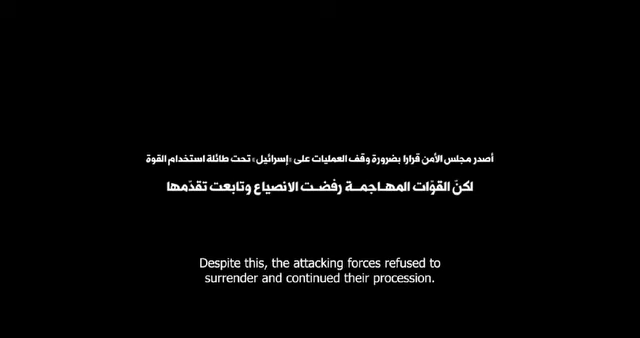 أصدر مجلس الأمن قرارا بضرورة وقف العمليات على «إسرائيل» تحت طائلة استخدام القوة
لكنّ القوّات المهاجمة رفضت الانصياع وتابعت تقدّمها
Despite this, the attacking forces refused to
surrender and continued their procession.